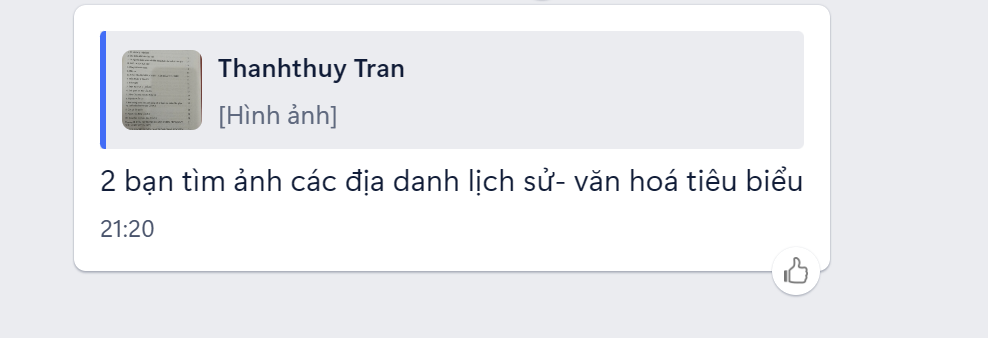 Thanhthuy Tran
[Hình ảnh]
2 bạn tìm ảnh các địa danh lịch sử- văn hoá tiêu biểu
21:20